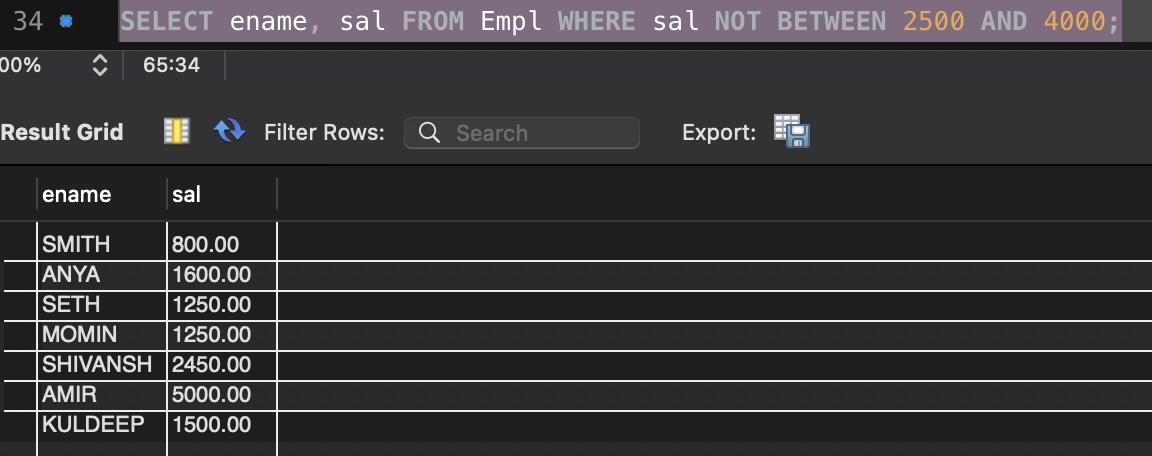 34 SELECT ename, sal FROM Empl WHERE sal NOT BETWEEN 2500 AND 4000;
00% 65:34
Result Grid Filter Rows: Search Export:
ename sal
SMITH 800.00
ANYA 1600.00
SETH 1250.00
MOMIN 1250.00
SHIVANSH 2450.00
AMIR 5000.00
KULDEEP 1500.00